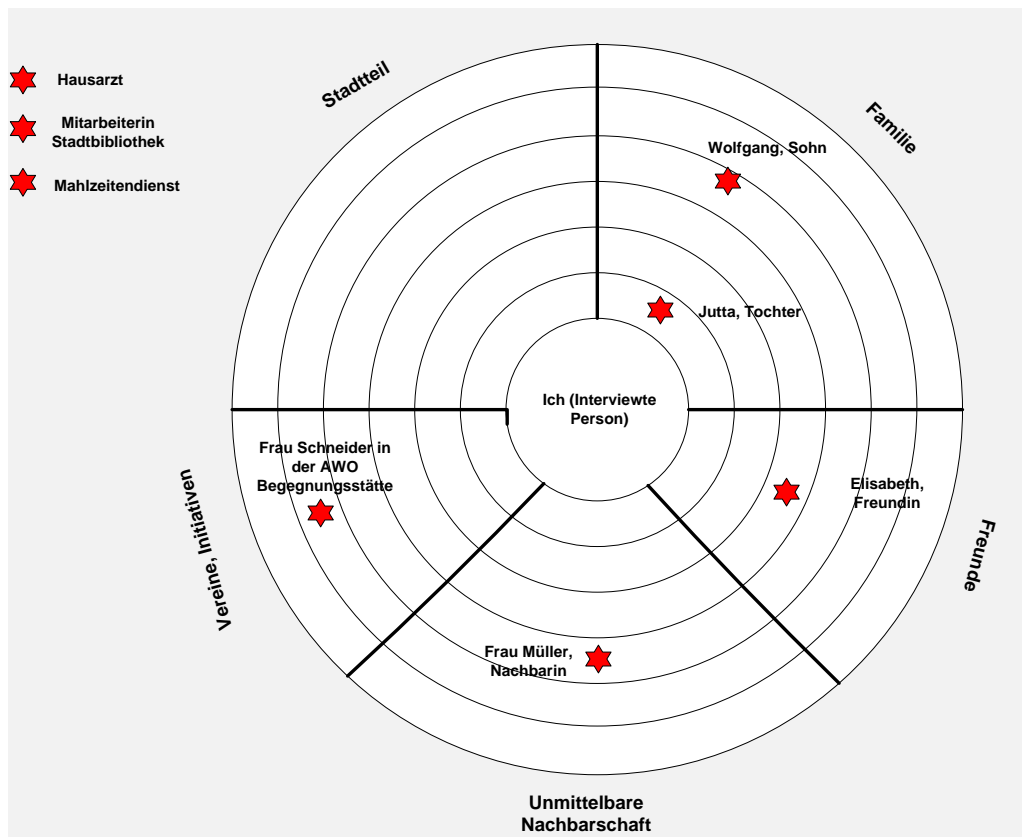 Stadtteil
Familie
Hausarzt
Mitarbeiterin
Stadtbibliothek
Mahlzeitendienst
Wolfgang, Sohn
Jutta, Tochter
Ich (Interviewte
Person)
Frau Schneider in
der AWO
Begegnungsstätte
Elisabeth,
Freundin
Vereine, Initiativen
Freunde
Frau Müller,
Nachbarin
Unmittelbare
Nachbarschaft